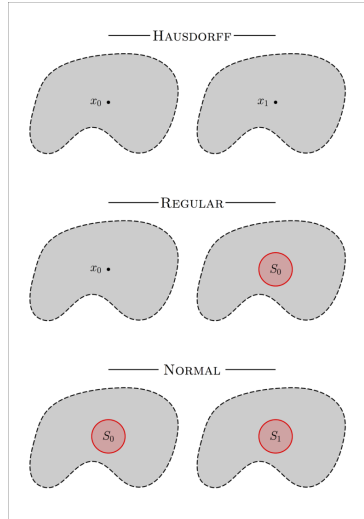 HAUSDORFF
x₀ x₁
REGULAR
x₀ S₀
NORMAL
S₀ S₁